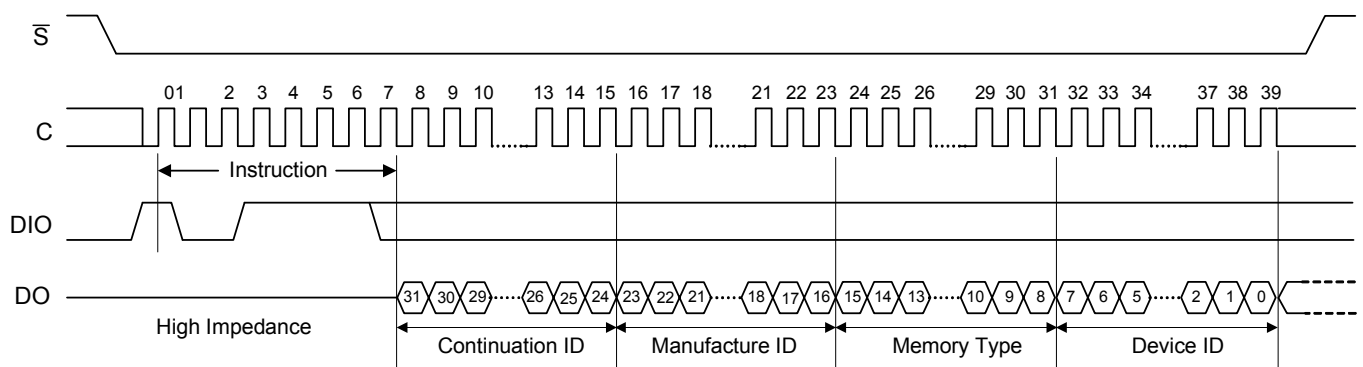 S
01 2 3 4 5 6 7 8 9 10 13 14 15 16 17 18 21 22 23 24 25 26 29 30 31 32 33 34 37 38 39
C
Instruction
DIO
DO 31 30 29 26 25 24 23 22 21 18 17 16 15 14 13 10 9 8 7 6 5 2 1 0
High Impedance
Continuation ID Manufacture ID Memory Type Device ID